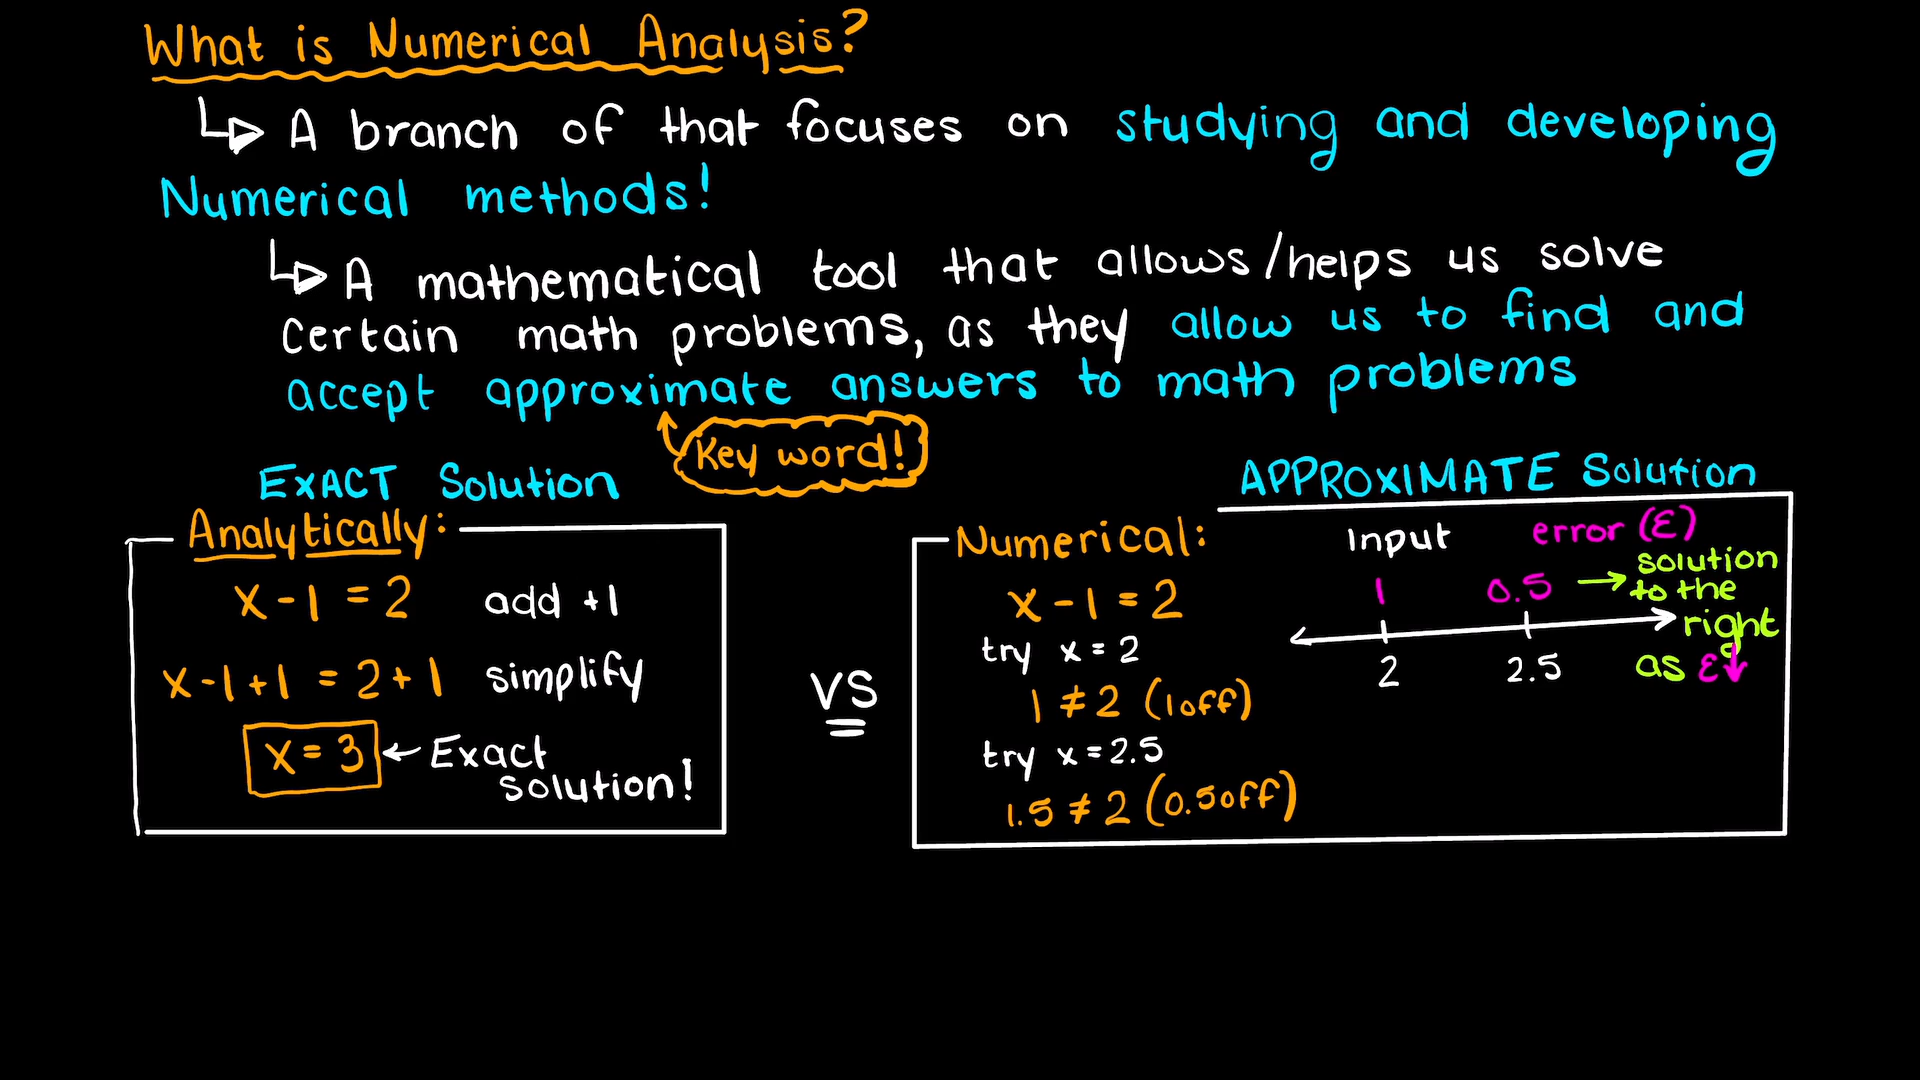 What is Numerical Analysis?
A branch of that focuses on studying and developing
Numerical methods!
A mathematical tool that allows/helps us solve
certain math problems, as they allow us to find and
accept approximate answers to math problems
Key word!
EXACT Solution
Analytically:
x - 1 = 2 add +1
x - 1 + 1 = 2 + 1 simplify
x = 3 ← Exact
solution!
VS
APPROXIMATE Solution
Numerical:
x - 1 = 2
try x = 2
1 ≠ 2 (1off)
try x = 2.5
1.5 ≠ 2 (0.5off)
Input error (ε)
1 0.5 → solution
to the
right
2 2.5 as ε↓